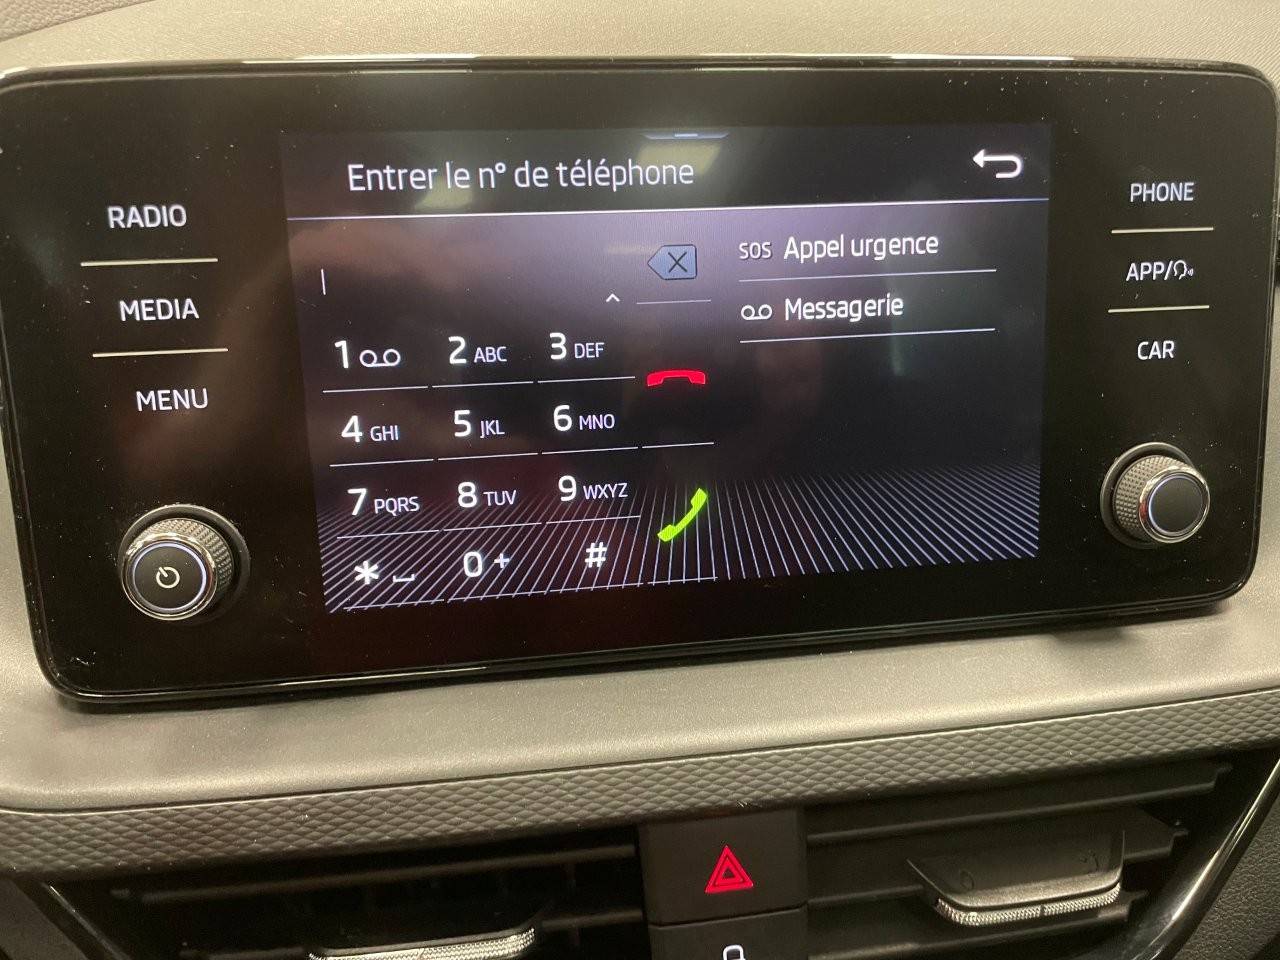 Entrer le n° de téléphone
RADIO
MEDIA
MENU
PHONE
APP/
CAR
SOS Appel urgence
Messagerie
1
2 ABC
3 DEF
4 GHI
5 JKL
6 MNO
7 PQRS
8 TUV
9 WXYZ
*
0 +
#